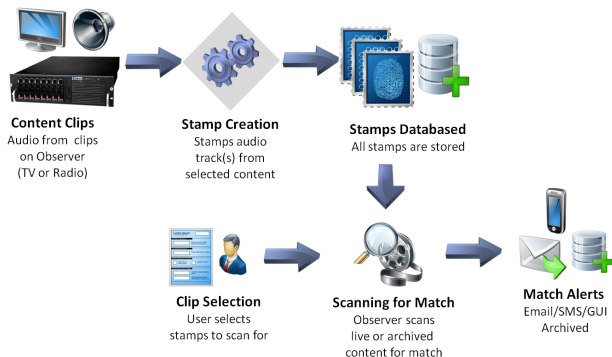 Content Clips
Audio from clips
on Observer
(TV or Radio)
Stamp Creation
Stamps audio
track(s) from
selected content
Stamps Databased
All stamps are stored
Clip Selection
User selects
stamps to scan for
Scanning for Match
Observer scans
live or archived
content for match
Match Alerts
Email/SMS/GUI
Archived